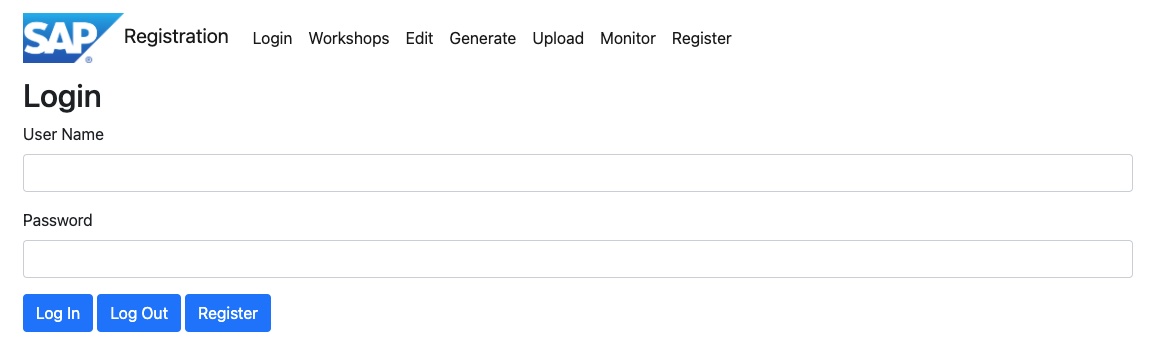 SAP ® Registration Login Workshops Edit Generate Upload Monitor Register
Login
User Name
Password
Log In Log Out Register